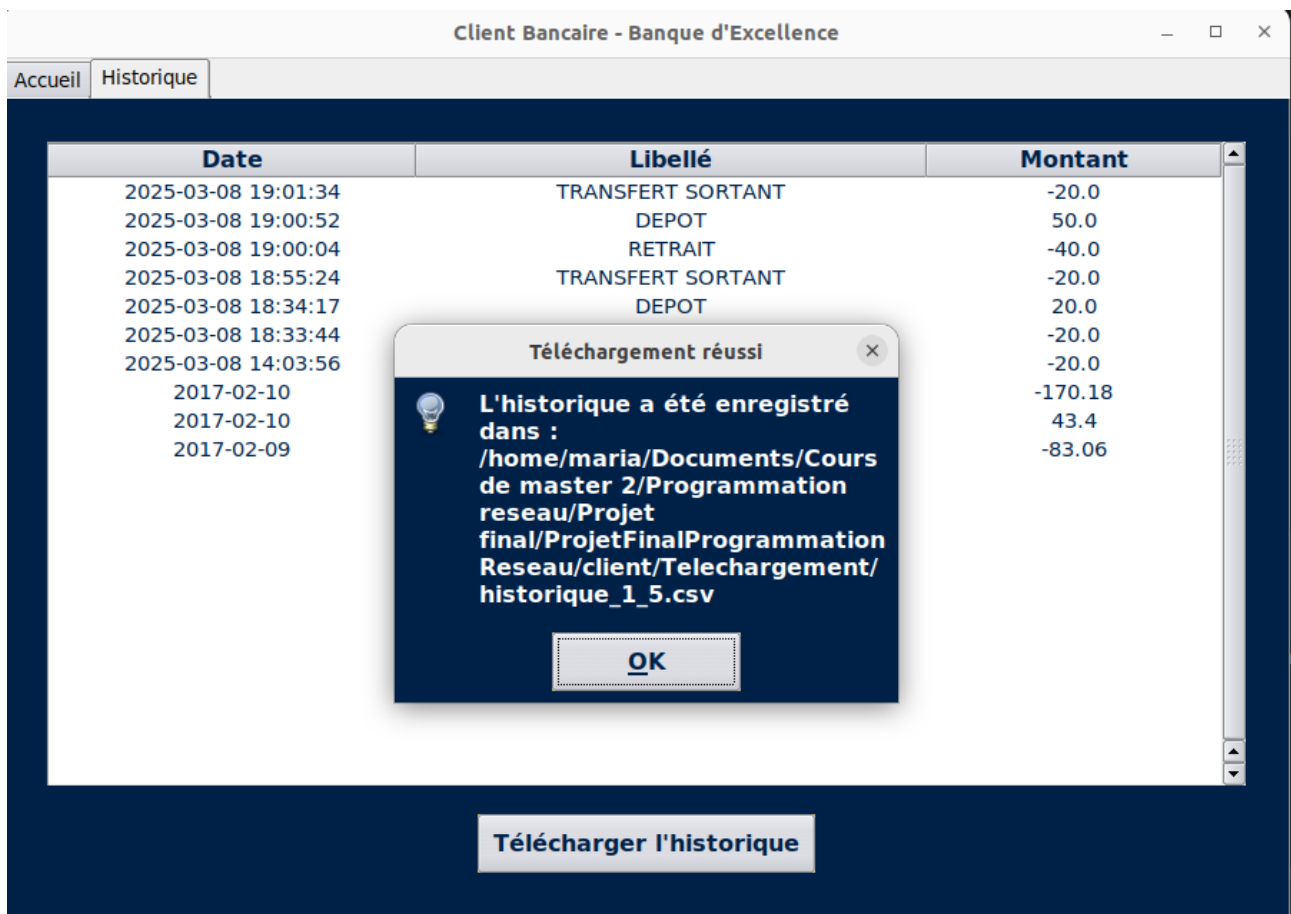 Client Bancaire - Banque d'Excellence
Accueil Historique
Date Libellé Montant
2025-03-08 19:01:34 TRANSFERT SORTANT -20.0
2025-03-08 19:00:52 DEPOT 50.0
2025-03-08 19:00:04 RETRAIT -40.0
2025-03-08 18:55:24 TRANSFERT SORTANT -20.0
2025-03-08 18:34:17 DEPOT 20.0
2025-03-08 18:33:44 -20.0
2025-03-08 14:03:56 -20.0
2017-02-10 -170.18
2017-02-10 43.4
2017-02-09 -83.06
Téléchargement réussi
L'historique a été enregistré
dans :
/home/maria/Documents/Cours
de master 2/Programmation
reseau/Projet
final/ProjetFinalProgrammation
Reseau/client/Telechargement/
historique_1_5.csv
OK
Télécharger l'historique